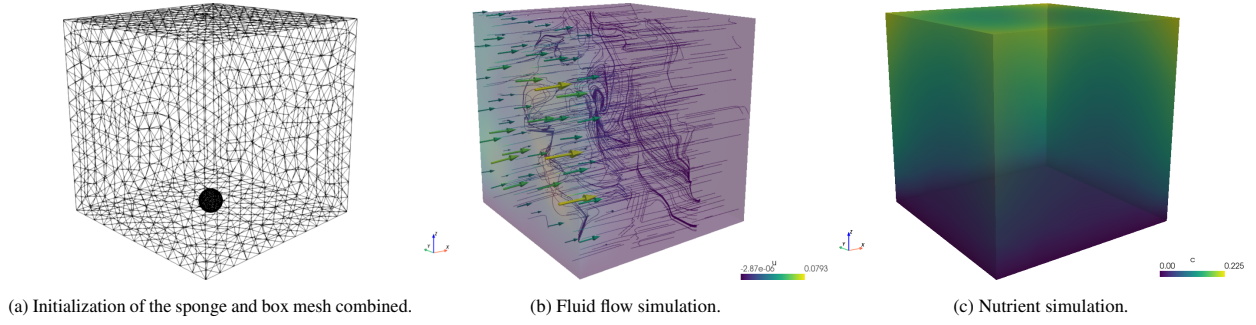 z
Y
X
u
-2.87e-06
0.0793
z
Y
X
c
0.00
0.225
(a) Initialization of the sponge and box mesh combined.
(b) Fluid flow simulation.
(c) Nutrient simulation.